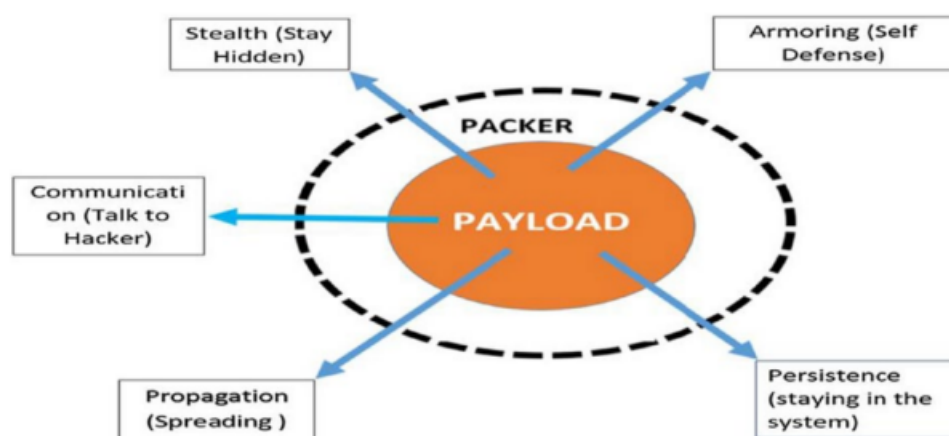 Stealth (Stay
Hidden)
Armoring (Self
Defense)
PACKER
Communicati
on (Talk to
Hacker)
PAYLOAD
Propagation
(Spreading )
Persistence
(staying in the
system)